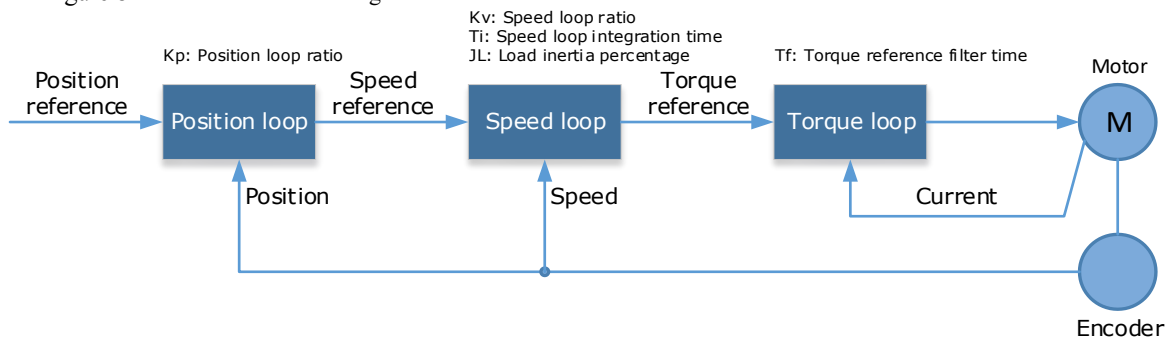 Kv: Speed loop ratio
Ti: Speed loop integration time
Kp: Position loop ratio
JL: Load inertia percentage
Tf: Torque reference filter time
Position
reference
Speed
reference
Torque
reference
Motor
Position loop
Speed loop
Torque loop
M
Position
Speed
Current
Encoder